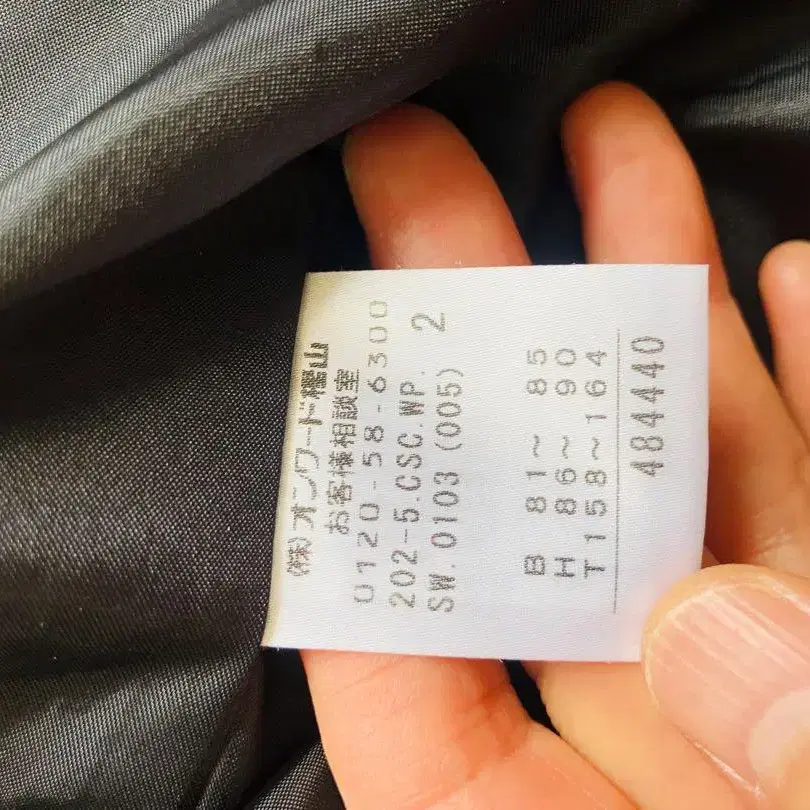 ㈱オンワード樫山
お客様相談室
0120-58-6300
202-5.CSC.WP.
SW.0103 (005) 2
B 81～ 85
H 86～ 90
T158～164
484440